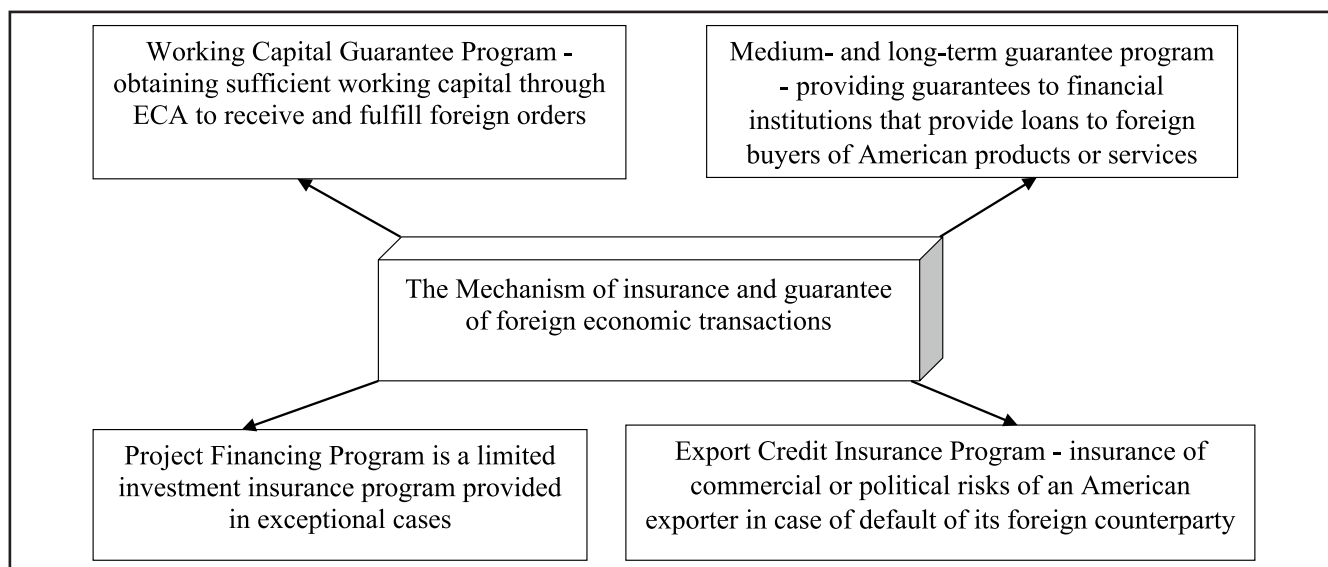 Working Capital Guarantee Program -
obtaining sufficient working capital through
ECA to receive and fulfill foreign orders
Medium- and long-term guarantee program
- providing guarantees to financial
institutions that provide loans to foreign
buyers of American products or services
The Mechanism of insurance and guarantee
of foreign economic transactions
Project Financing Program is a limited
investment insurance program provided
in exceptional cases
Export Credit Insurance Program - insurance of
commercial or political risks of an American
exporter in case of default of its foreign counterparty